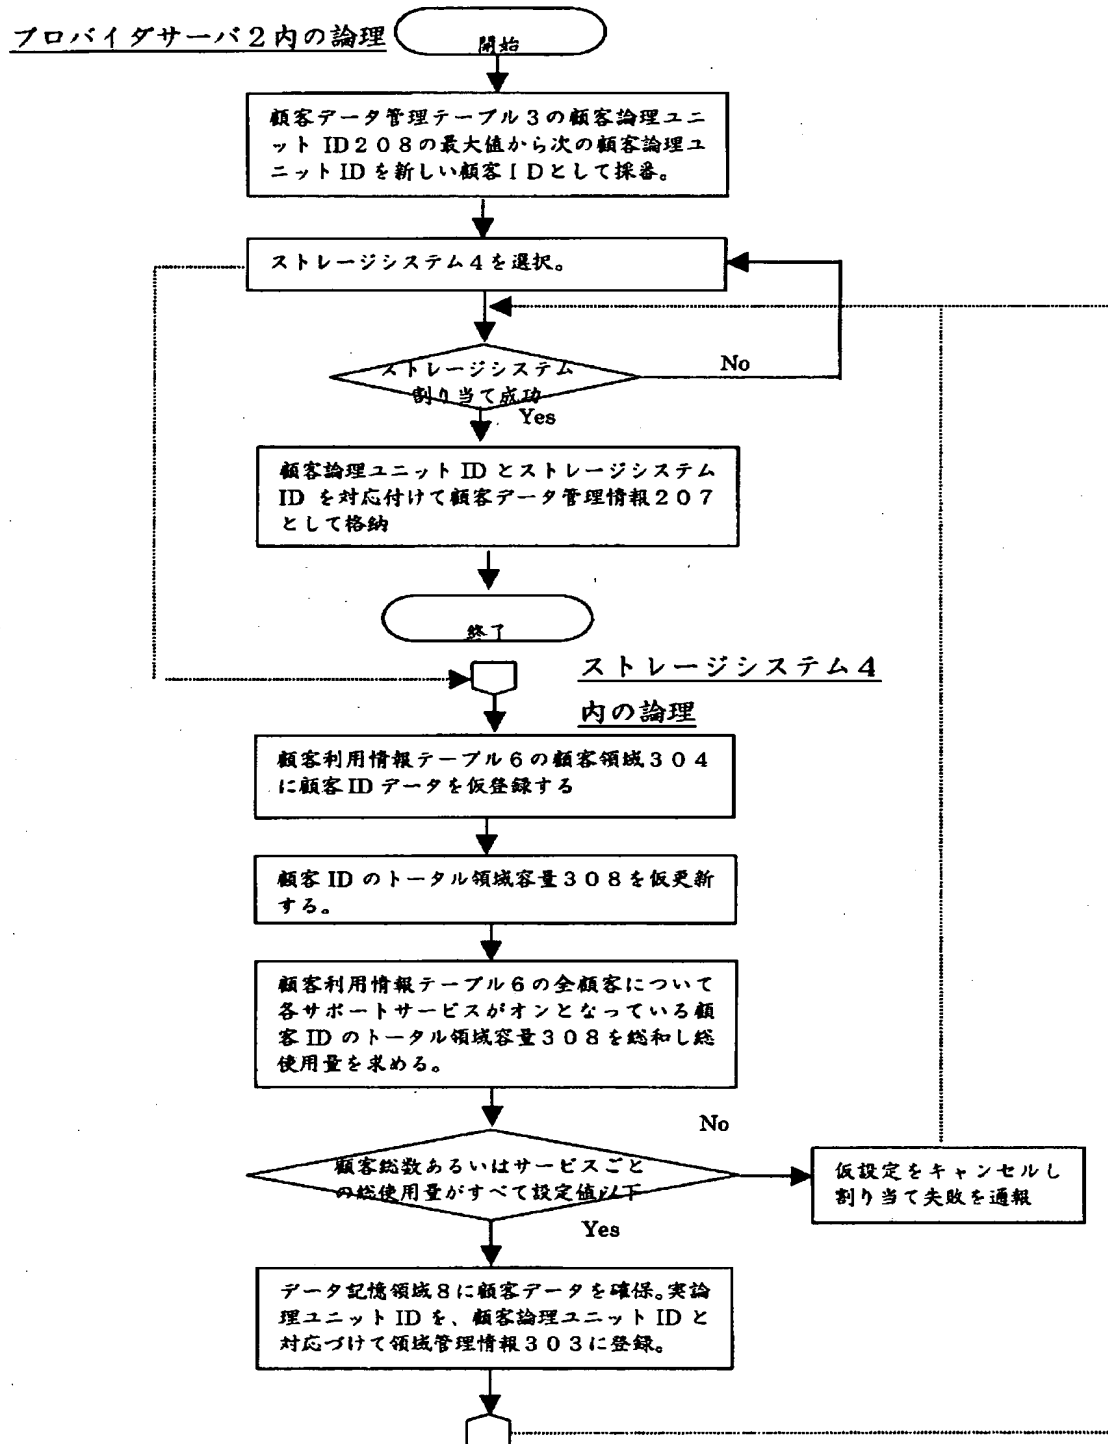 プロバイダサーバ2内の論理
開始
顧客データ管理テーブル3の顧客論理ユニ
ット ID208の最大値から次の顧客論理ユ
ニット ID を新しい顧客IDとして採番。
ストレージシステム4を選択。
ストレージシステム
割り当て成功
No
Yes
顧客論理ユニット ID とストレージシステム
ID を対応付けて顧客データ管理情報207
として格納
終了
ストレージシステム4
内の論理
顧客利用情報テーブル6の顧客領域304
に顧客 ID データを仮登録する
顧客 ID のトータル領域容量308を仮更新
する。
顧客利用情報テーブル6の全顧客について
各サポートサービスがオンとなっている顧
客 ID のトータル領域容量308を総和し総
使用量を求める。
No
顧客総数あるいはサービスごと
の総使用量がすべて設定値以下
仮設定をキャンセルし
割り当て失敗を通報
Yes
データ記憶領域8に顧客データを確保。実論
理ユニット ID を、顧客論理ユニット ID と
対応づけて領域管理情報303に登録。